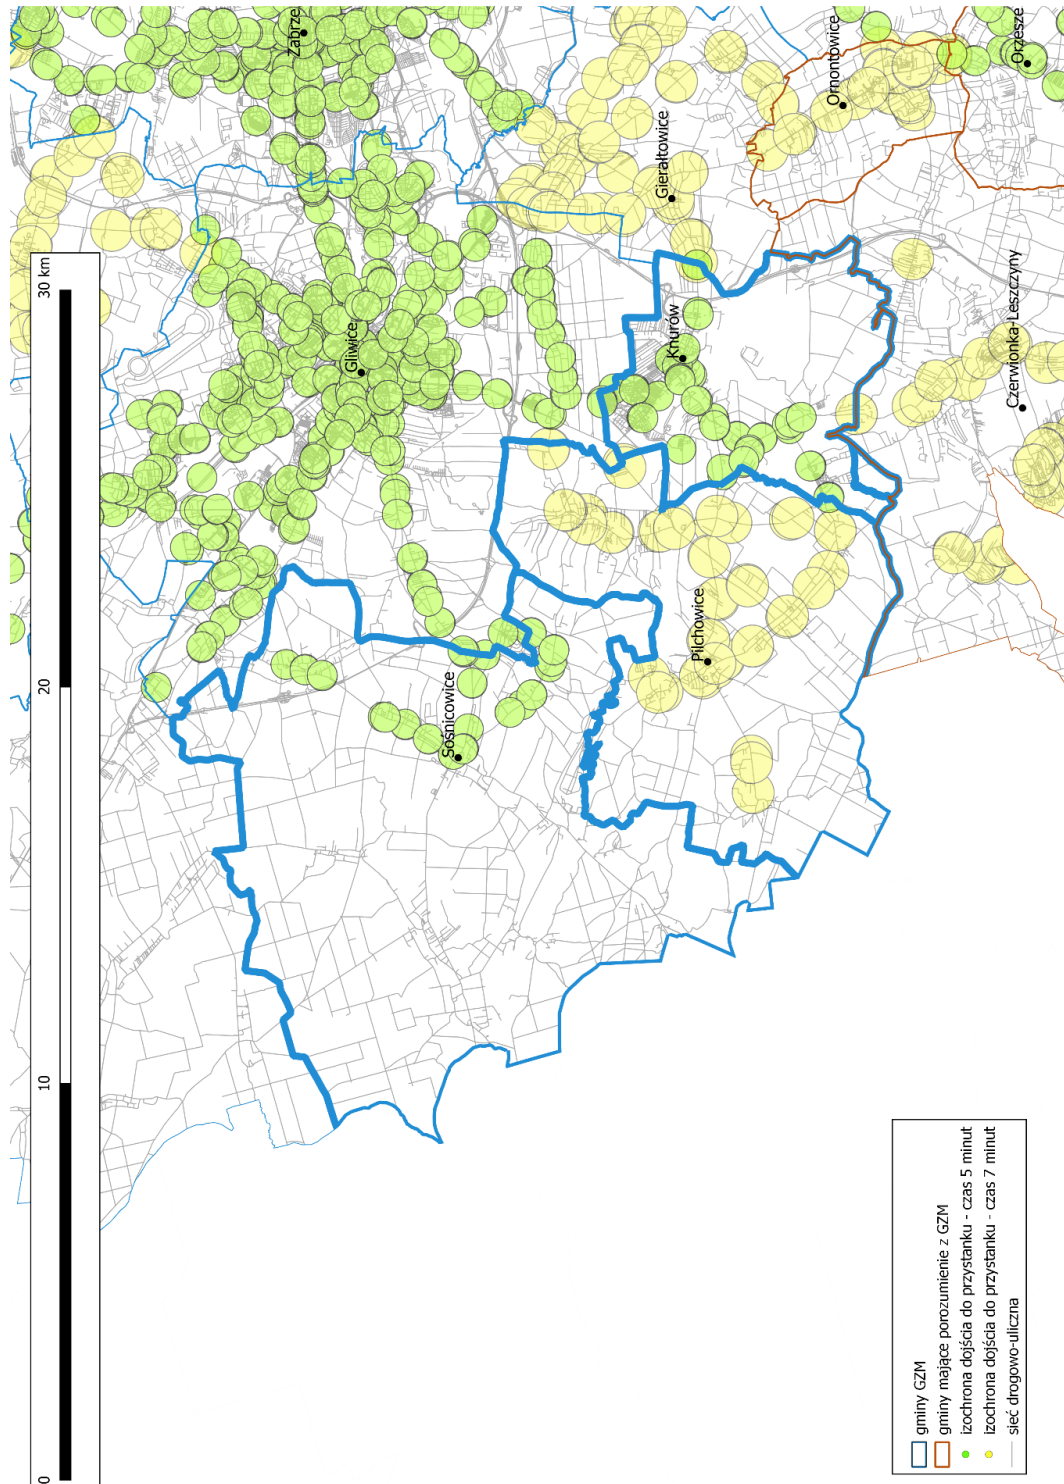 Zabrze
Ornontowice
Orzesze
Gierałtowice
Czerwionka-Leszczyny
Knurów
Gliwice
Pilchowice
Sośnicowice
0
10
20
30 km
gminy GZM
gminy mające porozumienie z GZM
izochrona dojścia do przystanku - czas 5 minut
izochrona dojścia do przystanku - czas 7 minut
sieć drogowo-uliczna